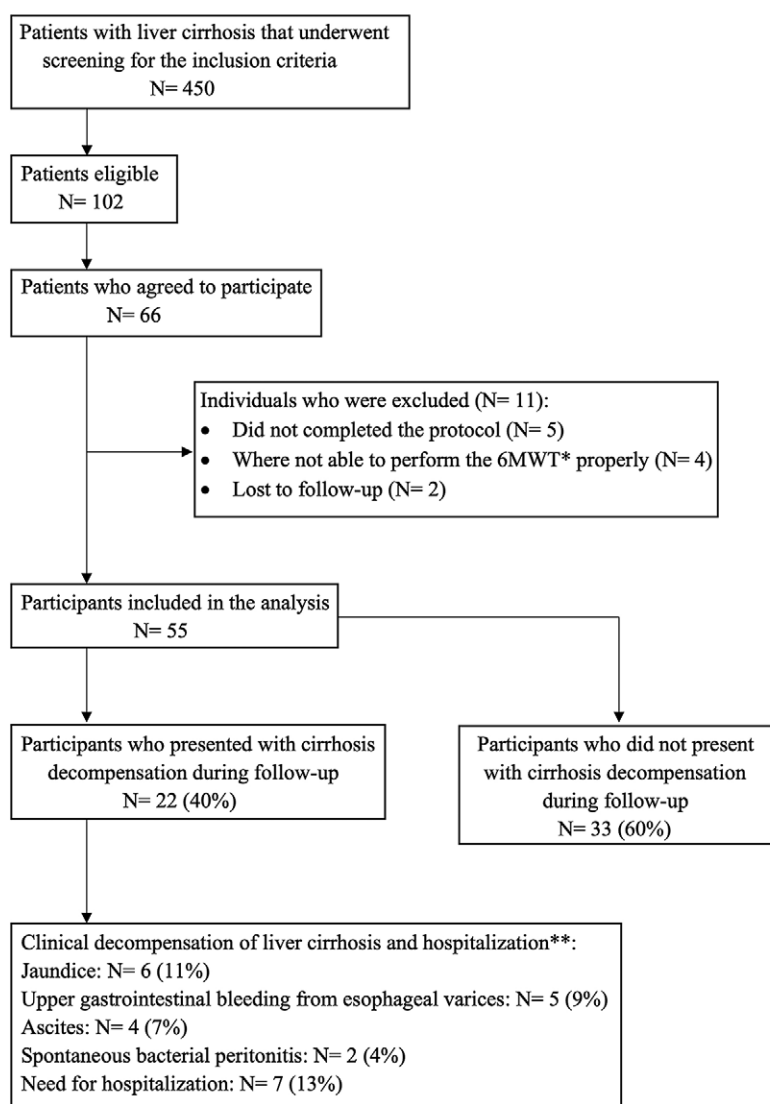 Patients with liver cirrhosis that underwent
screening for the inclusion criteria
N= 450
Patients eligible
N= 102
Patients who agreed to participate
N= 66
Individuals who were excluded (N= 11):
• Did not completed the protocol (N= 5)
• Where not able to perform the 6MWT* properly (N= 4)
• Lost to follow-up (N= 2)
Participants included in the analysis
N= 55
Participants who presented with cirrhosis
decompensation during follow-up
N= 22 (40%)
Participants who did not present
with cirrhosis decompensation
during follow-up
N= 33 (60%)
Clinical decompensation of liver cirrhosis and hospitalization**:
Jaundice: N= 6 (11%)
Upper gastrointestinal bleeding from esophageal varices: N= 5 (9%)
Ascites: N= 4 (7%)
Spontaneous bacterial peritonitis: N= 2 (4%)
Need for hospitalization: N= 7 (13%)